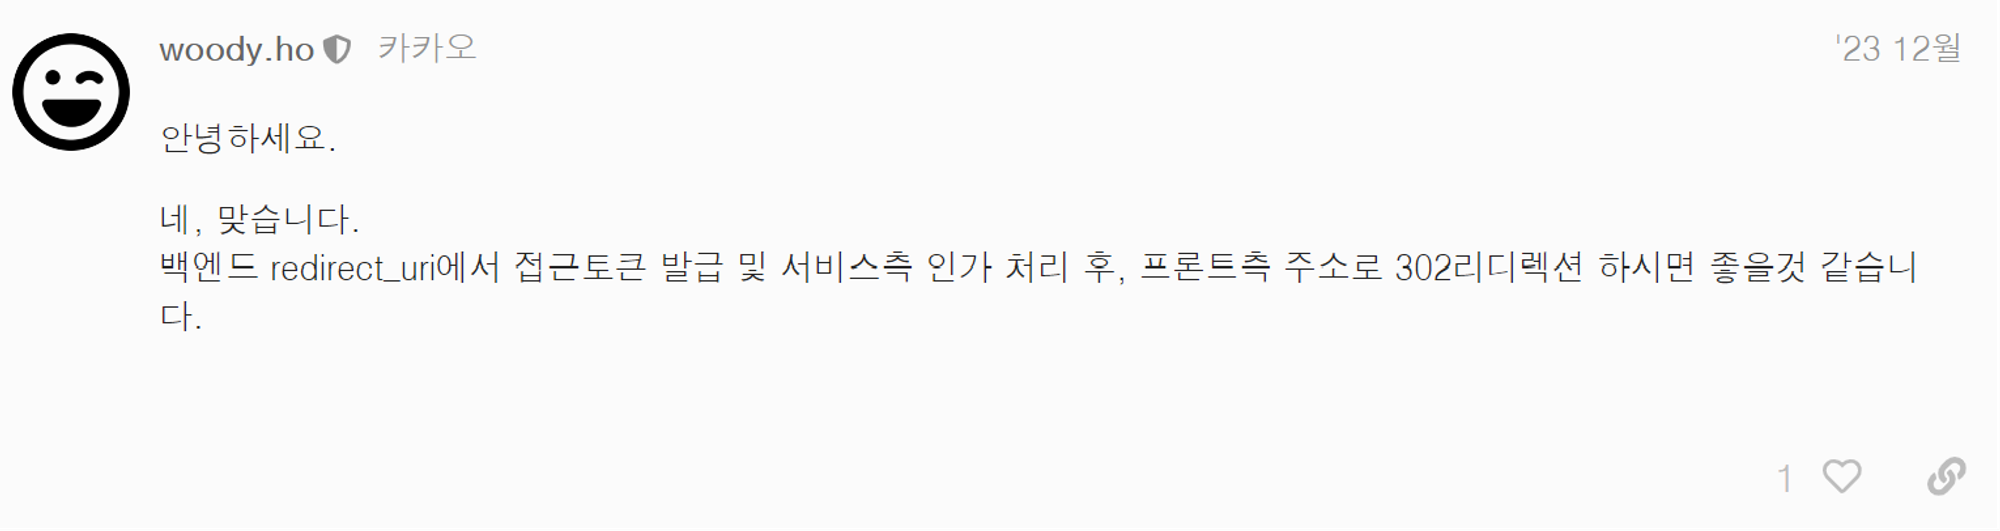 woody.ho 카카오 '23 12월
안녕하세요.
네, 맞습니다.
백엔드 redirect_uri에서 접근토큰 발급 및 서비스측 인가 처리 후, 프론트측 주소로 302리디렉션 하시면 좋을것 같습니
다.
1